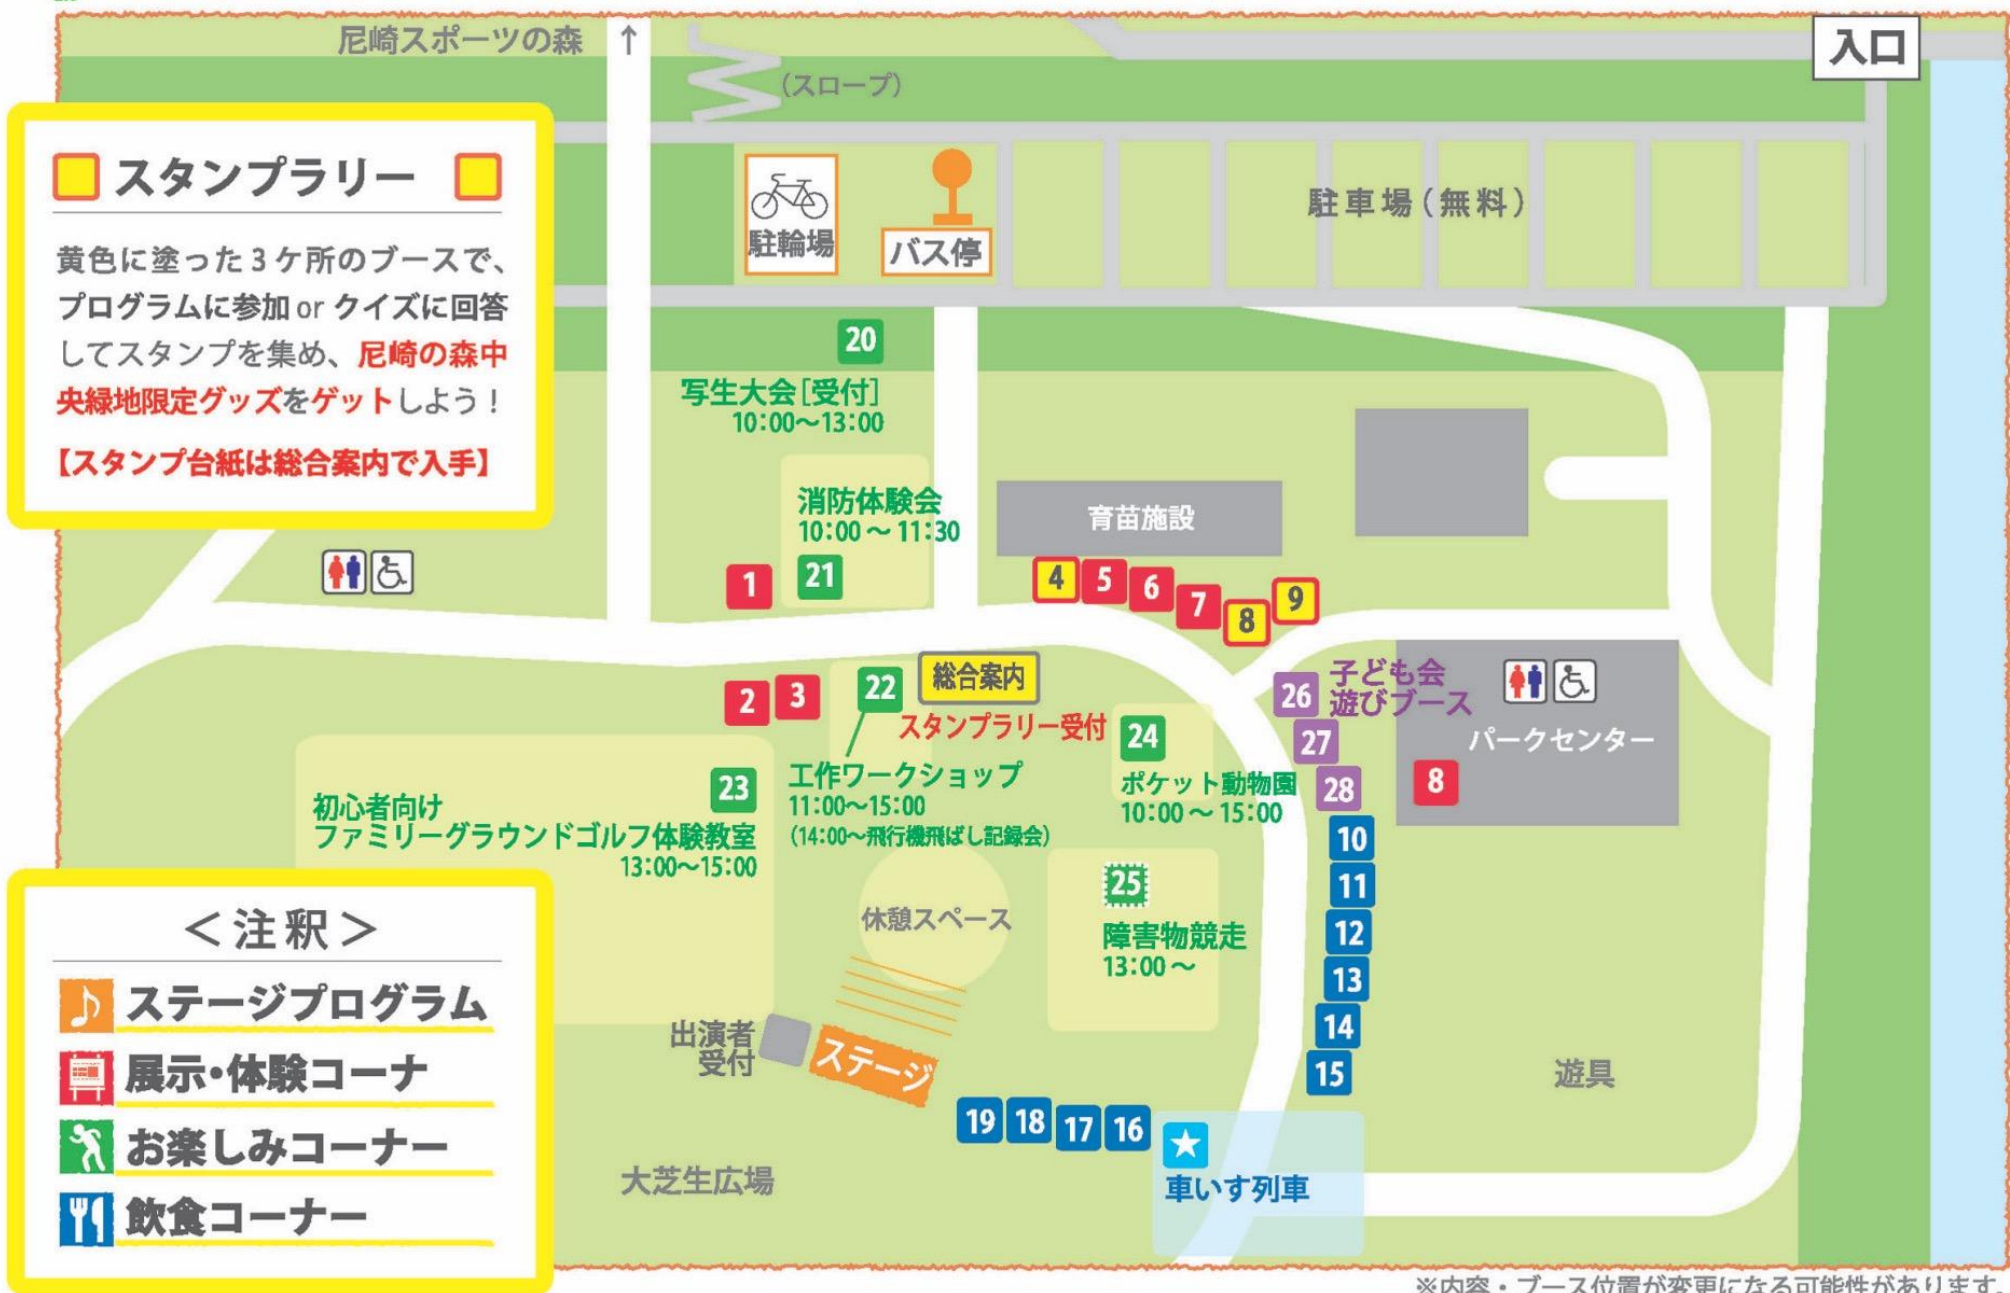 尼崎スポーツの森 ↑
(スロープ)
入口
スタンプラリー
黄色に塗った3ケ所のブースで、
プログラムに参加 or クイズに回答
してスタンプを集め、尼崎の森中
央緑地限定グッズをゲットしよう！
【スタンプ台紙は総合案内で入手】
駐輪場
バス停
駐車場(無料)
20
写生大会[受付]
10:00～13:00
消防体験会
10:00～11:30
21
1
育苗施設
4
5
6
7
8
9
2
3
22
総合案内
スタンプラリー受付
工作ワークショップ
11:00～15:00
(14:00～飛行機飛ばし記録会)
23
初心者向け
ファミリーグラウンドゴルフ体験教室
13:00～15:00
24
ポケット動物園
10:00～15:00
26
子ども会
遊びブース
27
28
パークセンター
8
10
11
12
13
14
15
25
障害物競走
13:00～
休憩スペース
出演者
受付
ステージ
19
18
17
16
★
車いす列車
遊具
大芝生広場
＜注釈＞
ステージプログラム
展示・体験コーナ
お楽しみコーナー
飲食コーナー
※内容・ブース位置が変更になる可能性があります。